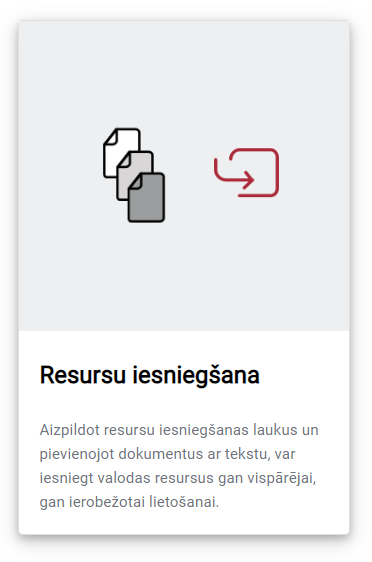 Resursu iesniegšana
Aizpildot resursu iesniegšanas laukus un
pievienojot dokumentus ar tekstu, var
iesniegt valodas resursus gan vispārējai,
gan ierobežotai lietošanai.